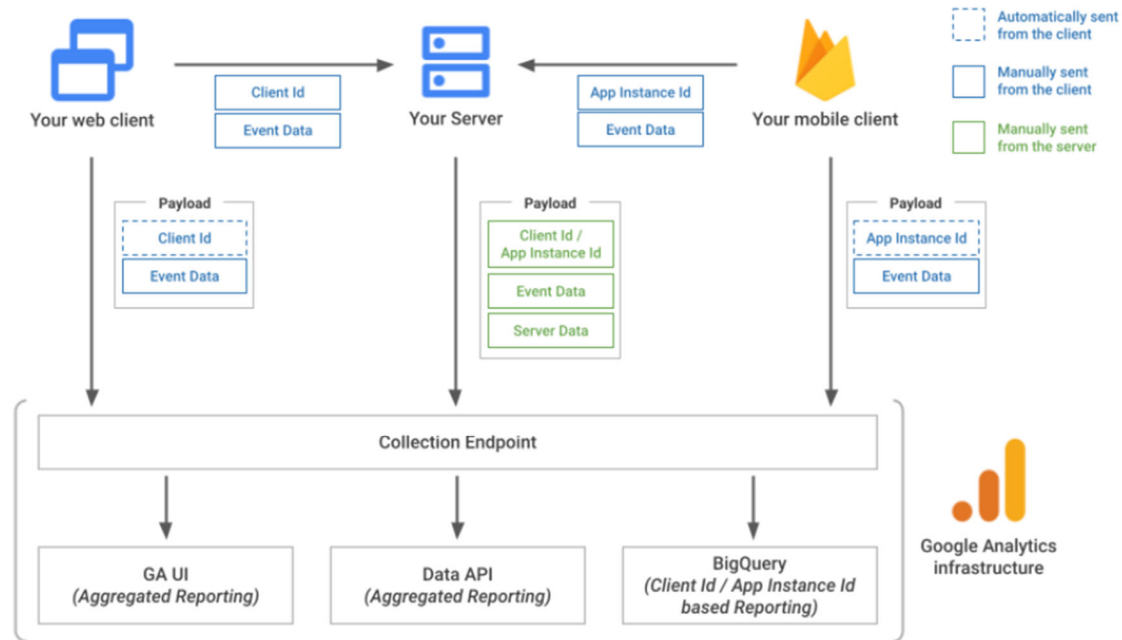 Automatically sent
from the client
Manually sent
from the client
Manually sent
from the server
Your web client
Client Id
Event Data
Your Server
App Instance Id
Event Data
Your mobile client
Payload
Client Id
Event Data
Payload
Client Id /
App Instance Id
Event Data
Server Data
Payload
App Instance Id
Event Data
Collection Endpoint
GA UI
(Aggregated Reporting)
Data API
(Aggregated Reporting)
BigQuery
(Client Id / App Instance Id
based Reporting)
Google Analytics
infrastructure